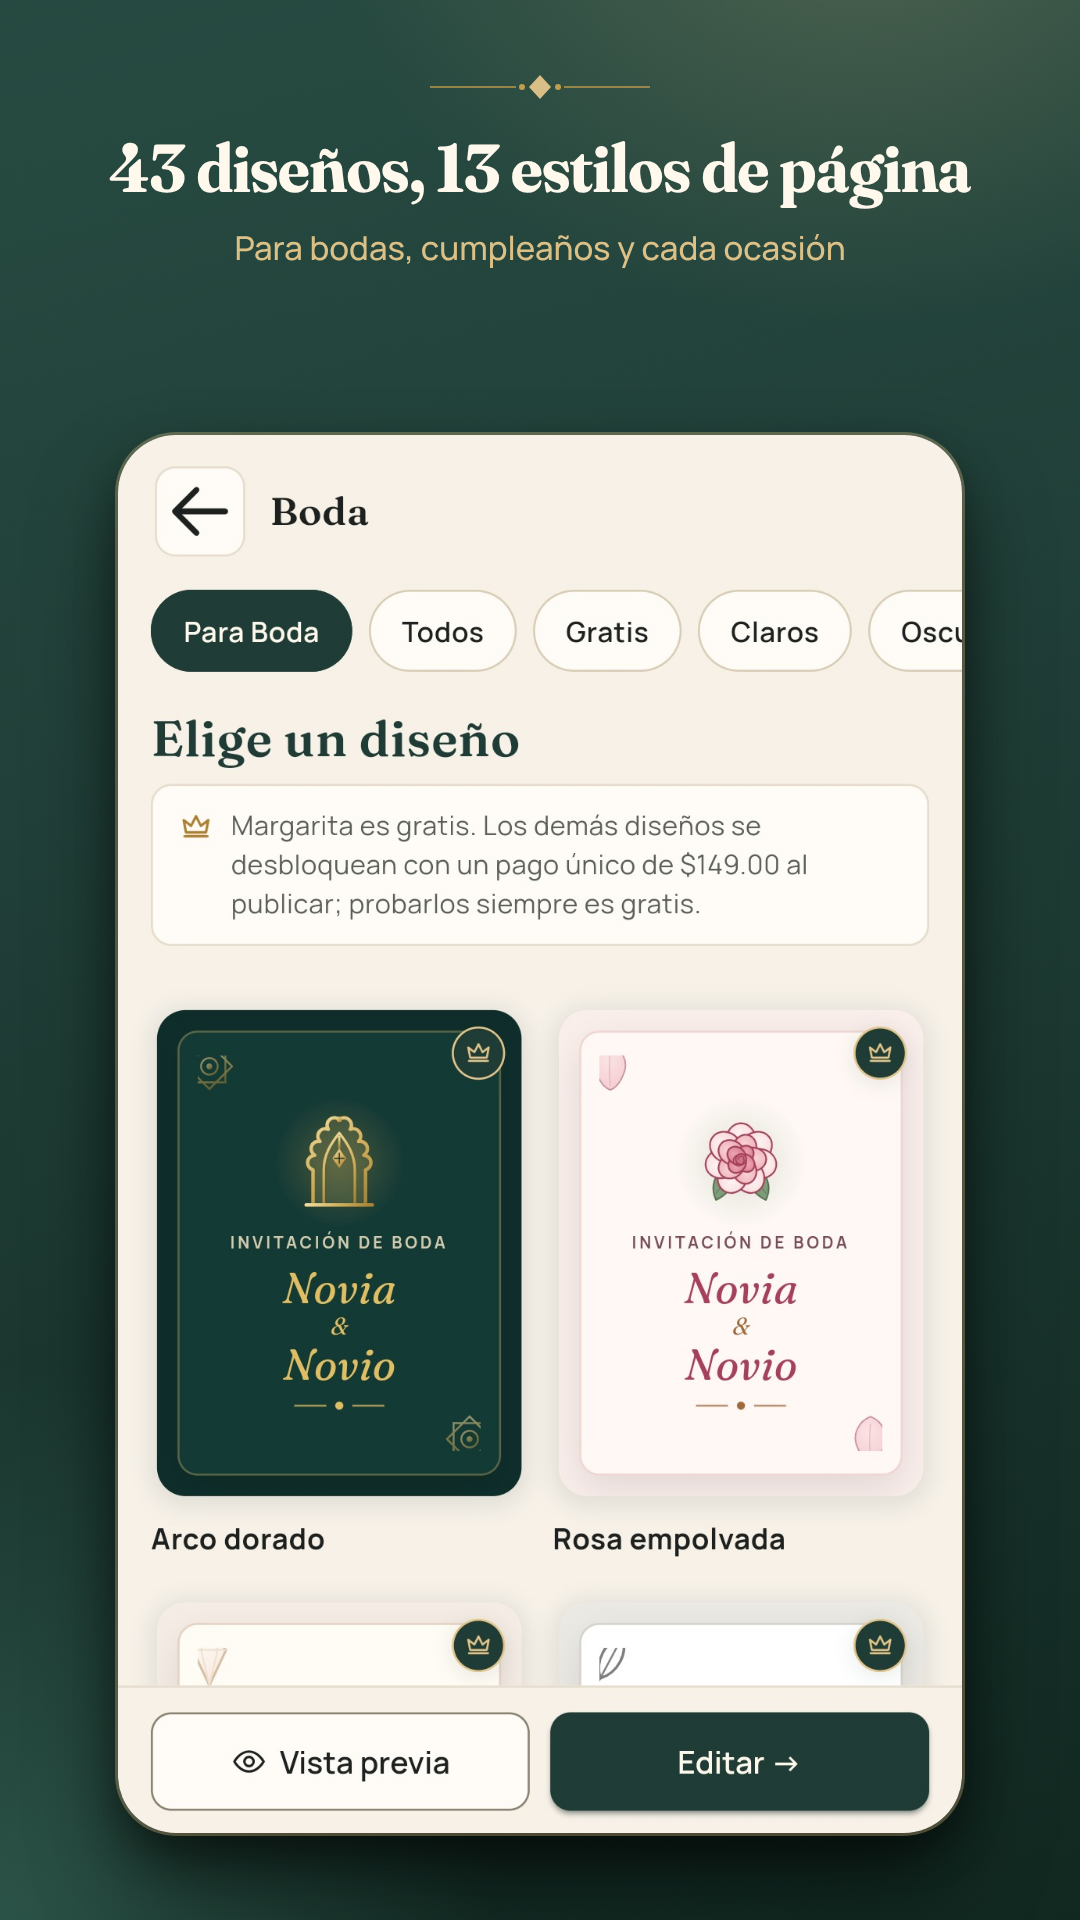 43 diseños, 13 estilos de página
Para bodas, cumpleaños y cada ocasión
Boda
Para Boda
Todos
Gratis
Claros
Oscu
Elige un diseño
Margarita es gratis. Los demás diseños se
desbloquean con un pago único de $149.00 al
publicar; probarlos siempre es gratis.
INVITACIÓN DE BODA
Novia
&
Novio
INVITACIÓN DE BODA
Novia
&
Novio
Arco dorado
Rosa empolvada
Vista previa
Editar →